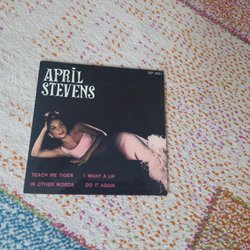 APRIL
STEVENS
TEACH ME TIGER I WANT A LIP
IN OTHER WORDS DO IT AGAIN